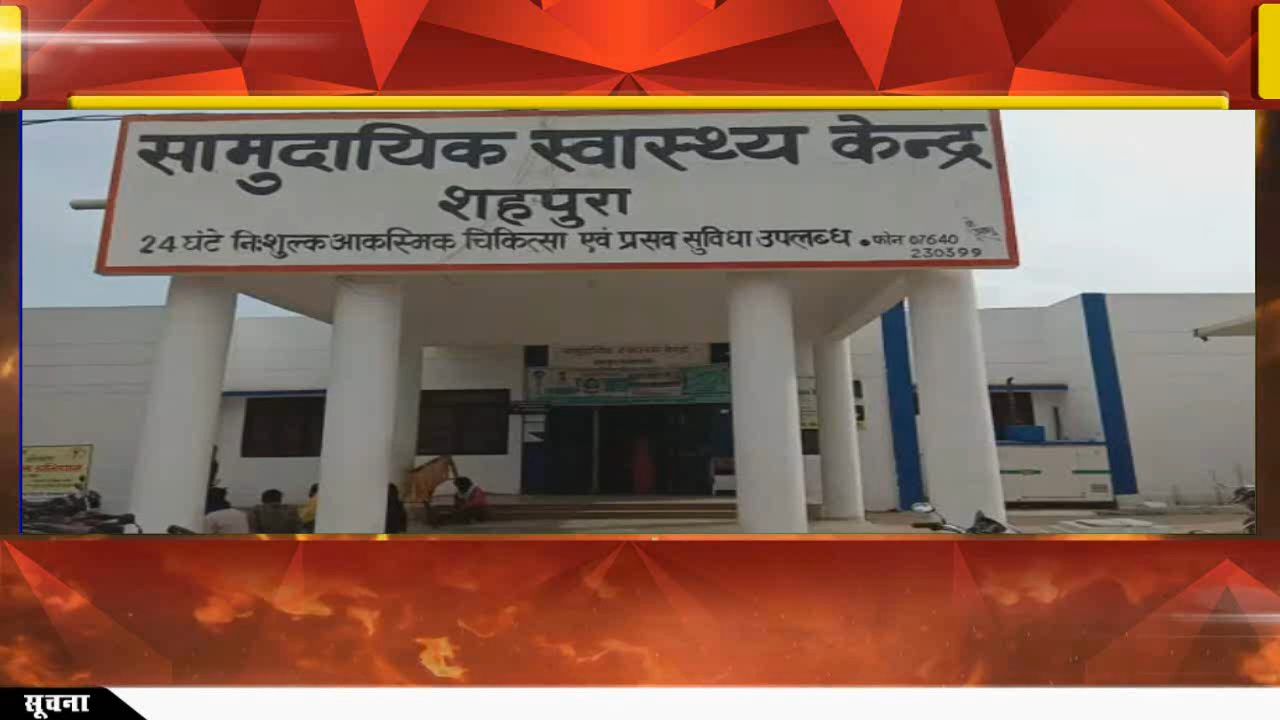 सामुदायिक स्वास्थ्य केन्द्र
शहपुरा
24 घंटे निःशुल्क आकस्मिक चिकित्सा एवं प्रसव सुविधा उपलब्ध • फोन 07640
230399
सूचना